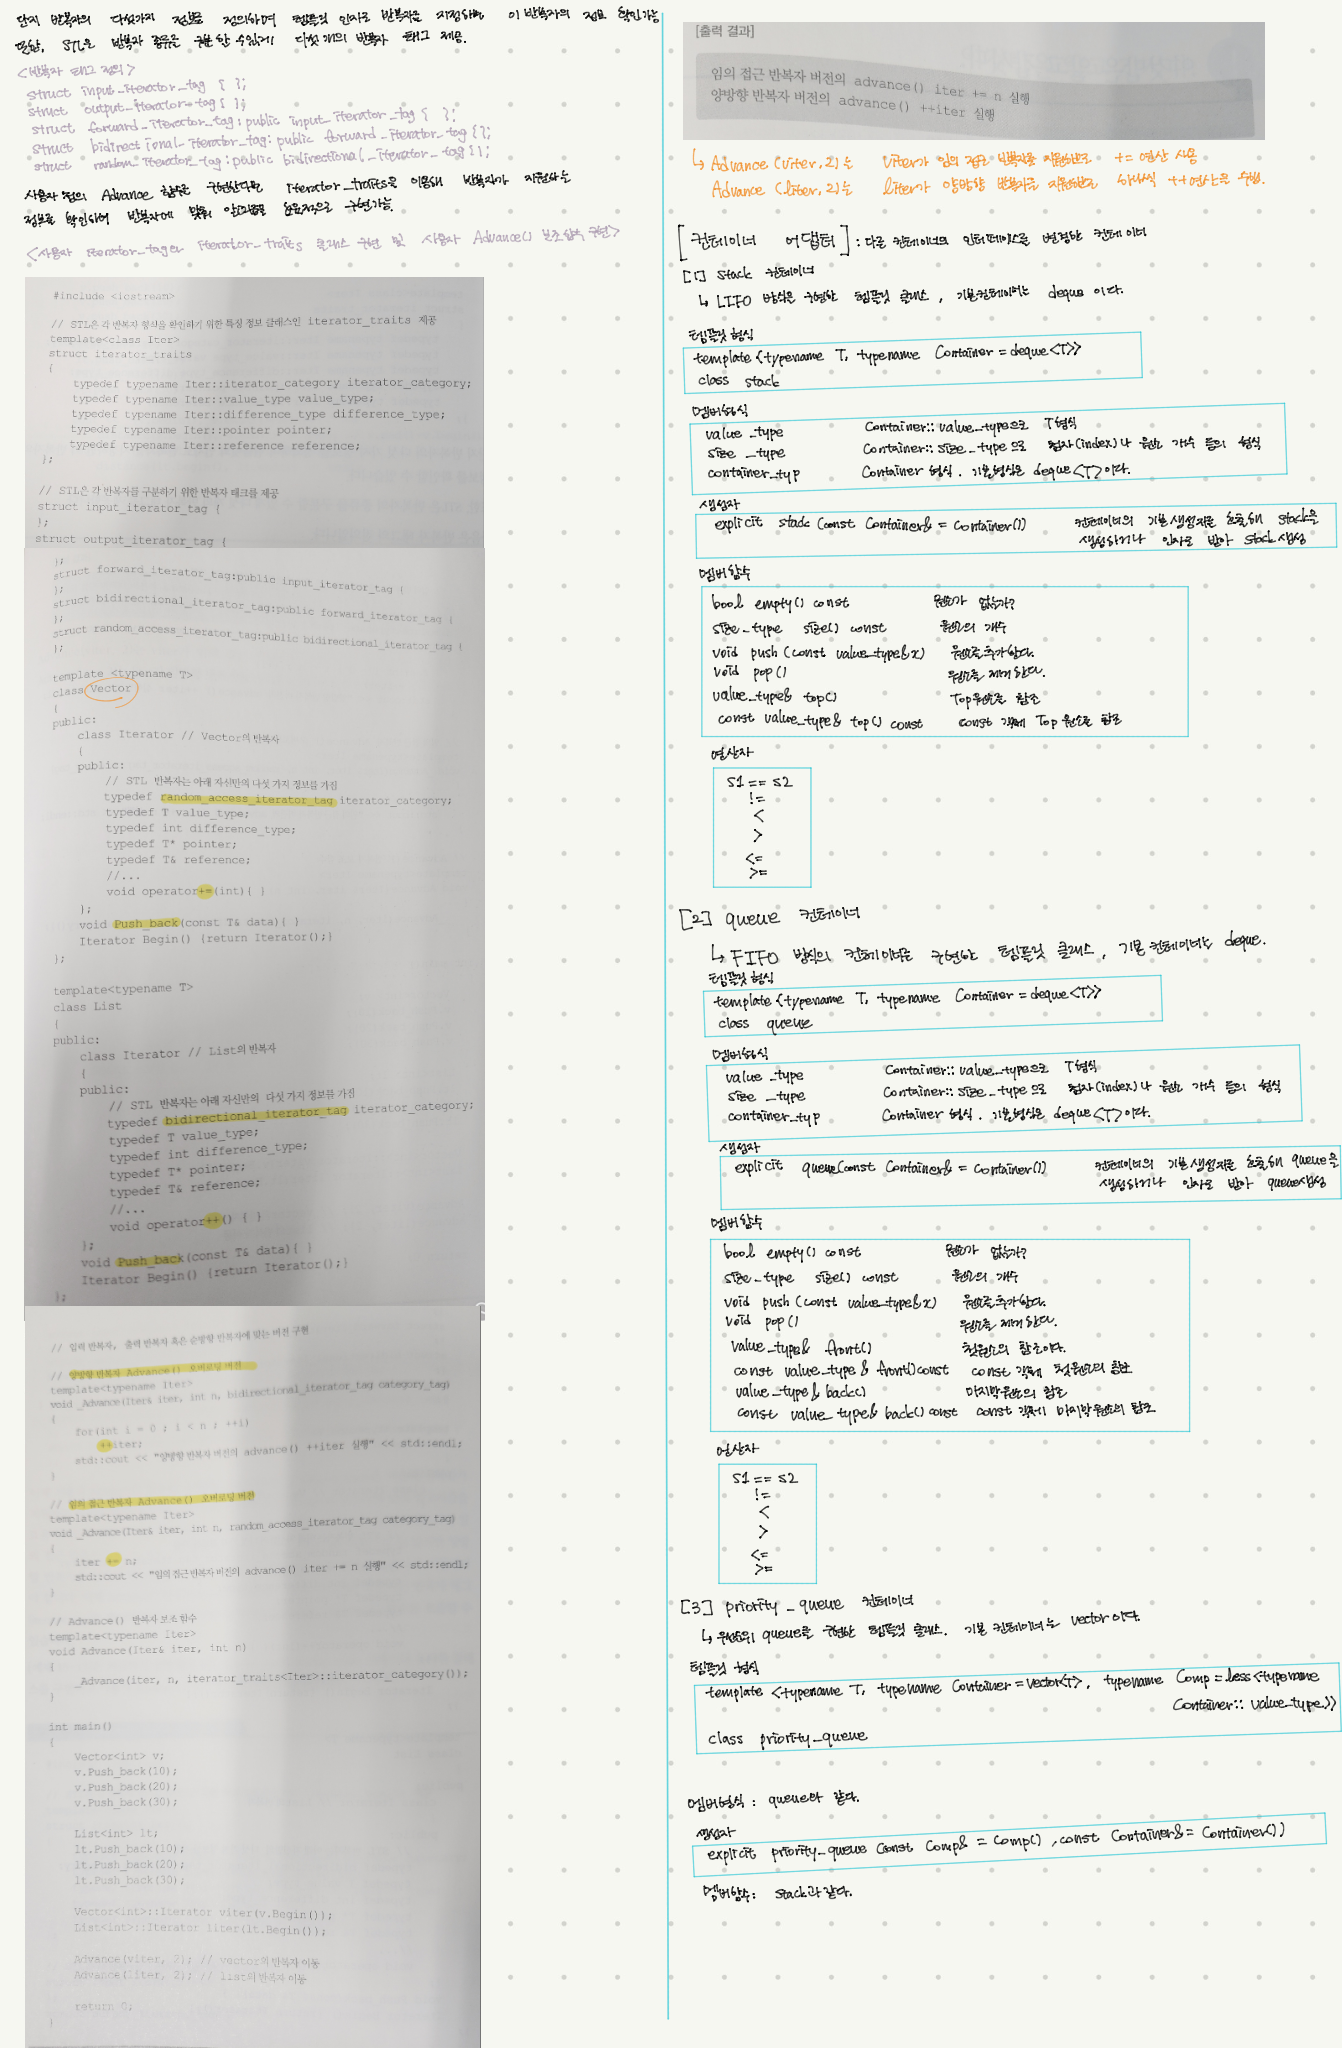 단지 반복자의 다섯가지 정보를 정의하며 템플릿 인자로 반복자를 지정하면 이 반복자의 정보 확인가능
또한, STL은 반복자 종류를 구분할 수 있게 다섯 개의 반복자 태그 제공.
<반복자 태그 정의>
struct input_iterator_tag { };
struct output_iterator_tag { };
struct forward_iterator_tag : public input_iterator_tag { };
struct bidirectional_iterator_tag : public forward_iterator_tag { };
struct random_iterator_tag : public bidirectional_iterator_tag { };
사용자 정의 Advance 함수를 구현한다면 iterator_traits을 이용해 반복자가 지원하는
정보를 확인하여 반복자에 맞춰 알고리즘을 효율적으로 구현가능.
<사용자 iterator_tag와 iterator_traits 클래스 구현 및 사용자 Advance() 보조함수 구현>
#include <iostream>
// STL은 각 반복자 형식을 확인하기 위한 특질 정보 클래스인 iterator_traits 제공
template<class Iter>
struct iterator_traits
{
typedef typename Iter::iterator_category iterator_category;
typedef typename Iter::value_type value_type;
typedef typename Iter::difference_type difference_type;
typedef typename Iter::pointer pointer;
typedef typename Iter::reference reference;
};
// STL은 각 반복자를 구분하기 위한 반복자 태크를 제공
struct input_iterator_tag {
};
struct output_iterator_tag {
};
struct forward_iterator_tag:public input_iterator_tag {
};
struct bidirectional_iterator_tag:public forward_iterator_tag {
};
struct random_access_iterator_tag:public bidirectional_iterator_tag {
};
template <typename T>
class Vector
{
public:
class Iterator // Vector의 반복자
{
public:
// STL 반복자는 아래 자신만의 다섯 가지 정보를 가짐
typedef random_access_iterator_tag iterator_category;
typedef T value_type;
typedef int difference_type;
typedef T* pointer;
typedef T& reference;
//...
void operator+=(int){ }
};
void Push_back(const T& data){ }
Iterator Begin() {return Iterator();}
};
template<typename T>
class List
{
public:
class Iterator // List의 반복자
{
public:
// STL 반복자는 아래 자신만의 다섯 가지 정보를 가짐
typedef bidirectional_iterator_tag iterator_category;
typedef T value_type;
typedef int difference_type;
typedef T* pointer;
typedef T& reference;
//...
void operator++() { }
};
void Push_back(const T& data){ }
Iterator Begin() {return Iterator();}
};
// 입력 반복자, 출력 반복자 혹은 순방향 반복자에 맞는 버전 구현
// 양방향 반복자 Advance() 오버로딩 버전
template<typename Iter>
void _Advance(Iter& iter, int n, bidirectional_iterator_tag category_tag)
{
for(int i = 0 ; i < n ; ++i)
++iter;
std::cout << "양방향 반복자 버전의 advance() ++iter 실행" << std::endl;
}
// 임의 접근 반복자 Advance() 오버로딩 버전
template<typename Iter>
void _Advance(Iter& iter, int n, random_access_iterator_tag category_tag)
{
iter += n;
std::cout << "임의 접근 반복자 버전의 advance() iter += n 실행" << std::endl;
}
// Advance() 반복자 보조 함수
template<typename Iter>
void Advance(Iter& iter, int n)
{
_Advance(iter, n, iterator_traits<Iter>::iterator_category());
}
int main()
{
Vector<int> v;
v.Push_back(10);
v.Push_back(20);
v.Push_back(30);
List<int> lt;
lt.Push_back(10);
lt.Push_back(20);
lt.Push_back(30);
Vector<int>::Iterator viter(v.Begin());
List<int>::Iterator liter(lt.Begin());
Advance(viter, 2); // vector의 반복자 이동
Advance(liter, 2); // list의 반복자 이동
return 0;
}
[출력 결과]
임의 접근 반복자 버전의 advance() iter += n 실행
양방향 반복자 버전의 advance() ++iter 실행
↳ Advance(viter, 2)는 viter가 임의 접근 반복자를 지원하므로 += 연산 사용
Advance(liter, 2)는 liter가 양방향 반복자를 지원하므로 하나씩 ++연산을 수행.
[컨테이너 어댑터] : 다른 컨테이너의 인터페이스를 변경한 컨테이너
[1] stack 컨테이너
↳ LIFO 방식을 구현한 템플릿 클래스, 기본컨테이너는 deque 이다.
템플릿 형식
template<typename T, typename Container = deque<T>>
class stack
멤버형식
value_type Container::value_type으로 T형식
size_type Container::size_type으로 첨자(index)나 원소 개수 등의 형식
container_typ Container 형식. 기본형식은 deque<T>이다.
생성자
explicit stack(const Container& = Container()) 컨테이너의 기본 생성자를 호출해 stack을
생성하거나 인자로 받아 stack 생성
멤버함수
bool empty() const 원소가 없는가?
size_type size() const 원소의 개수
void push(const value_type& x) 원소를 추가한다.
void pop() 원소를 제거한다.
value_type& top() Top원소를 참조
const value_type& top() const const 객체 Top 원소를 참조
연산자
S1 == S2
!=
<
>
<=
>=
[2] queue 컨테이너
↳ FIFO 방식의 컨테이너를 구현한 템플릿 클래스, 기본 컨테이너는 deque.
템플릿 형식
template<typename T, typename Container = deque<T>>
class queue
멤버형식
value_type Container::value_type으로 T형식
size_type Container::size_type으로 첨자(index)나 원소 개수 등의 형식
container_typ Container 형식. 기본형식은 deque<T>이다.
생성자
explicit queue(const Container& = Container()) 컨테이너의 기본 생성자를 호출해 queue을
생성하거나 인자로 받아 queue생성
멤버함수
bool empty() const 원소가 없는가?
size_type size() const 원소의 개수
void push(const value_type& x) 원소를 추가한다.
void pop() 원소를 제거한다.
value_type& front() 첫원소의 참조이다.
const value_type & front() const const 객체 첫원소의 참조
value_type & back() 마지막원소의 참조
const value_type& back() const const 객체 마지막원소의 참조
연산자
S1 == S2
!=
<
>
<=
>=
[3] priority_queue 컨테이너
↳ 우선순위 queue를 구현한 템플릿 클래스. 기본 컨테이너는 vector이다.
템플릿 형식
template <typename T, typename Container = vector<T>, typename Comp = less<typename
Container::value_type>>
class priority_queue
멤버형식 : queue와 같다.
생성자
explicit priority_queue(const Comp& = Comp(), const Container& = Container())
멤버함수 : stack과 같다.